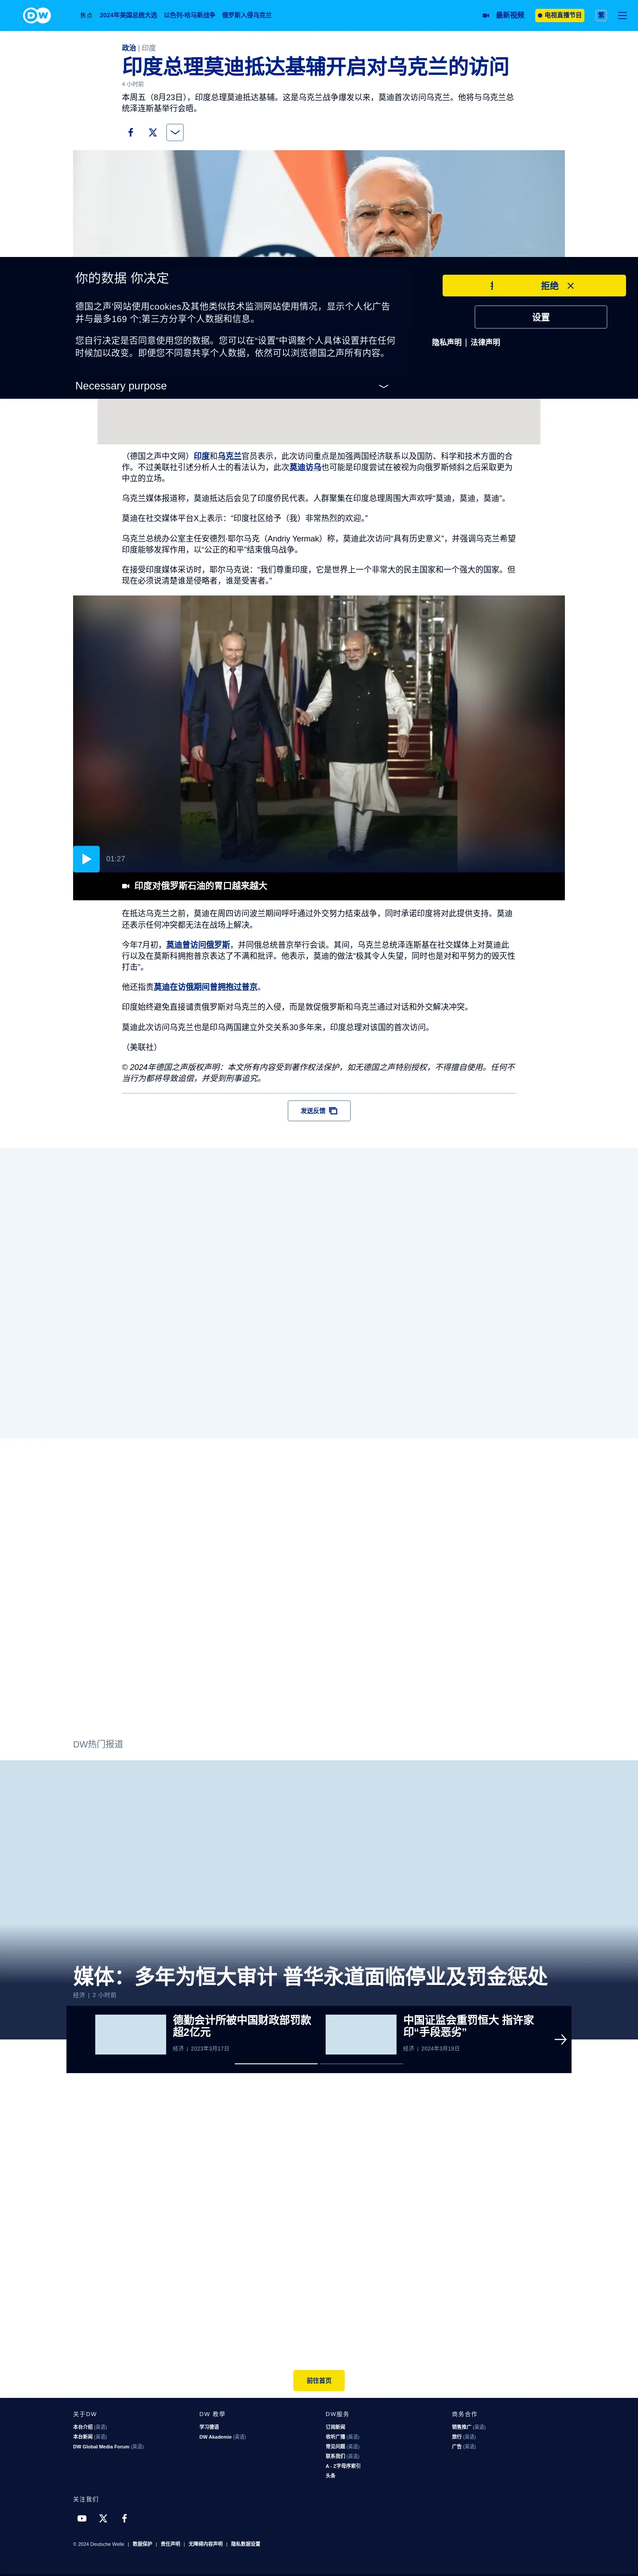 DW
焦点 2024年美国总统大选 以色列-哈马斯战争 俄罗斯入侵乌克兰
最新视频
电视直播节目
繁
政治 | 印度
印度总理莫迪抵达基辅开启对乌克兰的访问
4 小时前
本周五（8月23日），印度总理莫迪抵达基辅。这是乌克兰战争爆发以来，莫迪首次访问乌克兰。他将与乌克兰总
统泽连斯基举行会晤。
你的数据 你决定
德国之声'网站使用cookies及其他类似技术监测网站使用情况，显示个人化广告
并与最多169 个;第三方分享个人数据和信息。
您自行决定是否同意使用您的数据。您可以在“设置”中调整个人具体设置并在任何
时候加以改变。即便您不同意共享个人数据，依然可以浏览德国之声所有内容。
Necessary purpose
拒绝
设置
隐私声明 | 法律声明
（德国之声中文网）印度和乌克兰官员表示，此次访问重点是加强两国经济联系以及国防、科学和技术方面的合
作。不过美联社引述分析人士的看法认为，此次莫迪访乌也可能是印度尝试在被视为向俄罗斯倾斜之后采取更为
中立的立场。
乌克兰媒体报道称，莫迪抵达后会见了印度侨民代表。人群聚集在印度总理周围大声欢呼“莫迪，莫迪，莫迪”。
莫迪在社交媒体平台X上表示：“印度社区给予（我）非常热烈的欢迎。”
乌克兰总统办公室主任安德烈·耶尔马克（Andriy Yermak）称，莫迪此次访问“具有历史意义”，并强调乌克兰希望
印度能够发挥作用，以“公正的和平”结束俄乌战争。
在接受印度媒体采访时，耶尔马克说：“我们尊重印度，它是世界上一个非常大的民主国家和一个强大的国家。但
现在必须说清楚谁是侵略者，谁是受害者。”
01:27
印度对俄罗斯石油的胃口越来越大
在抵达乌克兰之前，莫迪在周四访问波兰期间呼吁通过外交努力结束战争，同时承诺印度将对此提供支持。莫迪
还表示任何冲突都无法在战场上解决。
今年7月初，莫迪曾访问俄罗斯，并同俄总统普京举行会谈。其间，乌克兰总统泽连斯基在社交媒体上对莫迪此
行以及在莫斯科拥抱普京表达了不满和批评。他表示，莫迪的做法“极其令人失望，同时也是对和平努力的毁灭性
打击”。
他还指责莫迪在访俄期间曾拥抱过普京。
印度始终避免直接谴责俄罗斯对乌克兰的入侵，而是敦促俄罗斯和乌克兰通过对话和外交解决冲突。
莫迪此次访问乌克兰也是印乌两国建立外交关系30多年来，印度总理对该国的首次访问。
（美联社）
© 2024年德国之声版权声明：本文所有内容受到著作权法保护，如无德国之声特别授权，不得擅自使用。任何不
当行为都将导致追偿，并受到刑事追究。
发送反馈
DW热门报道
媒体：多年为恒大审计 普华永道面临停业及罚金惩处
经济 | 2 小时前
德勤会计所被中国财政部罚款
超2亿元
经济 | 2023年3月17日
中国证监会重罚恒大 指许家
印“手段恶劣”
经济 | 2024年3月19日
前往首页
关于DW
本台介绍 (英语)
本台新闻 (英语)
DW Global Media Forum (英语)
DW 教學
学习德语
DW Akademie (英语)
DW服务
订阅新闻
收听广播 (英语)
常见问题 (英语)
联系我们 (英语)
A - Z字母序索引
头条
商务合作
销售推广 (英语)
旅行 (英语)
广告 (英语)
关注我们
© 2024 Deutsche Welle | 数据保护 | 责任声明 | 无障碍内容声明 | 隐私数据设置